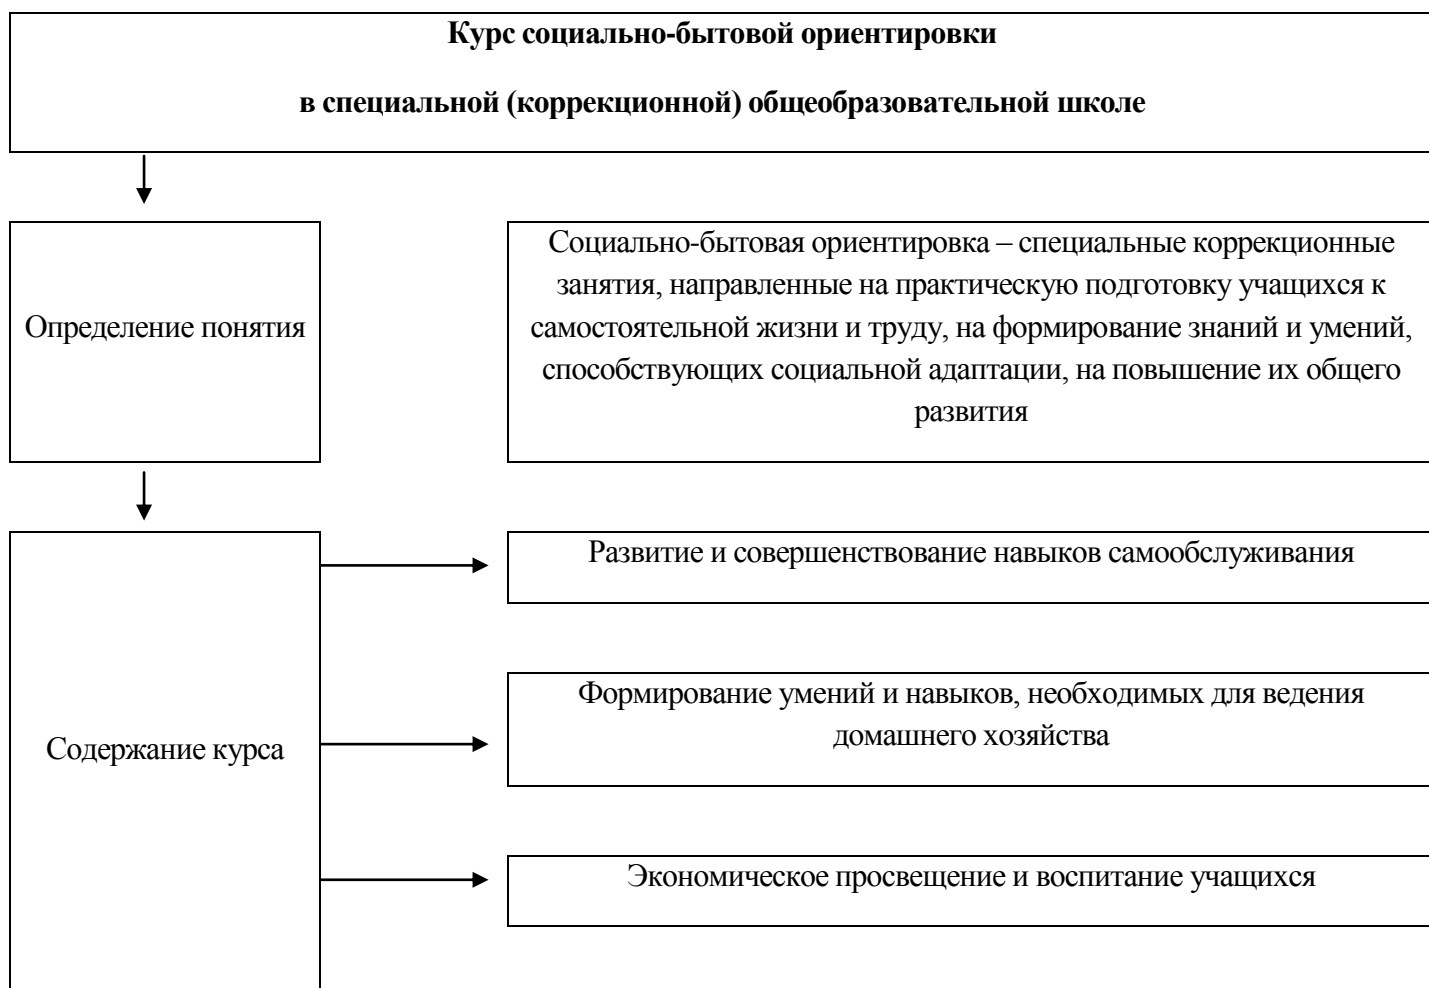 Курс социально-бытовой ориентировки
в специальной (коррекционной) общеобразовательной школе
Определение понятия
Социально-бытовая ориентировка – специальные коррекционные
занятия, направленные на практическую подготовку учащихся к
самостоятельной жизни и труду, на формирование знаний и умений,
способствующих социальной адаптации, на повышение их общего
развития
Содержание курса
Развитие и совершенствование навыков самообслуживания
Формирование умений и навыков, необходимых для ведения
домашнего хозяйства
Экономическое просвещение и воспитание учащихся